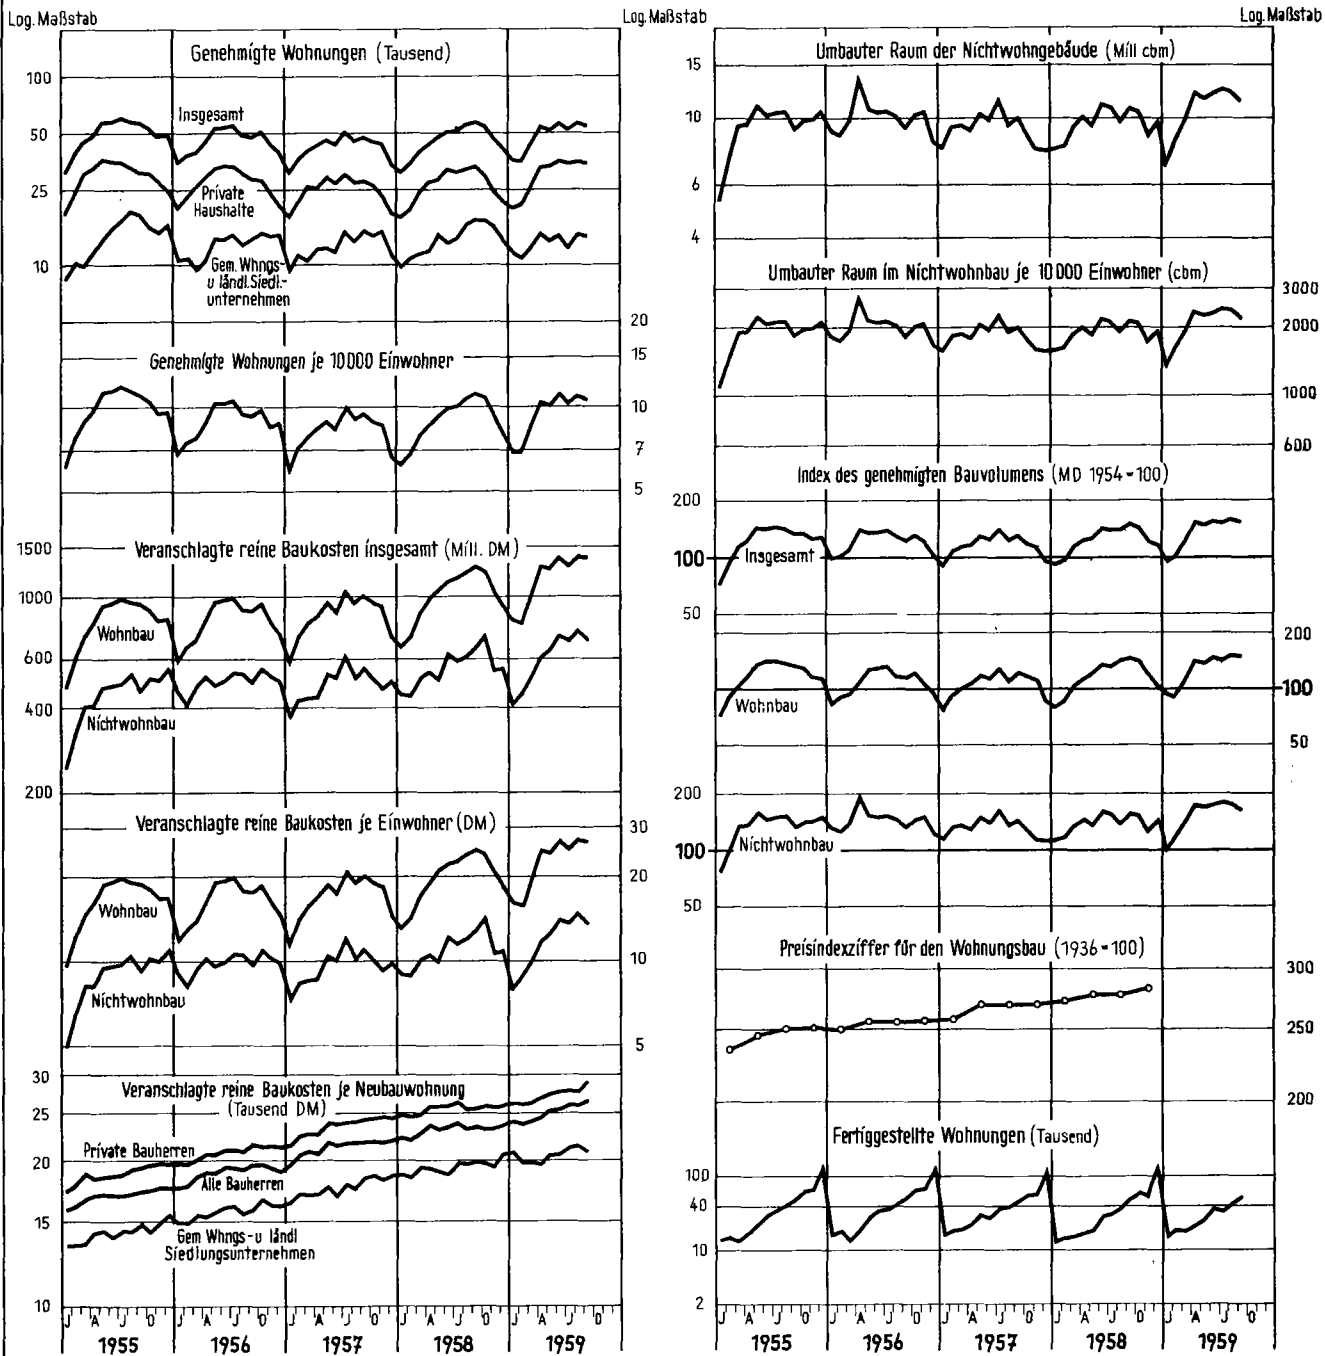 Log. Maßstab
Log. Maßstab
Log. Maßstab
Genehmigte Wohnungen (Tausend)
100
50
25
10
Insgesamt
Private
Haushalte
Gem. Whngs-
u ländl. Siedl.-
unternehmen
Genehmigte Wohnungen je 10000 Einwohner
20
15
10
7
5
Veranschlagte reine Baukosten insgesamt (Mill. DM)
1500
1000
600
400
200
Wohnbau
Nichtwohnbau
Veranschlagte reine Baukosten je Einwohner (DM)
30
20
10
5
Wohnbau
Nichtwohnbau
Veranschlagte reine Baukosten je Neubauwohnung
(Tausend DM)
30
25
20
15
10
Private Bauherren
Alle Bauherren
Gem Whngs-u ländl
Siedlungsunternehmen
J A J O J A J O J A J O J A J O J A J O
1955 1956 1957 1958 1959
Umbauter Raum der Nichtwohngebäude (Mill cbm)
15
10
6
4
Umbauter Raum im Nichtwohnbau je 10000 Einwohner (cbm)
3000
2000
1000
600
Index des genehmigten Bauvolumens (MD 1954-100)
200
100
50
Insgesamt
200
100
50
Wohnbau
200
100
50
Nichtwohnbau
Preisindexziffer für den Wohnungsbau (1936-100)
300
250
200
Fertiggestellte Wohnungen (Tausend)
100
40
10
2
J A J O J A J O J A J O J A J O J A J O
1955 1956 1957 1958 1959